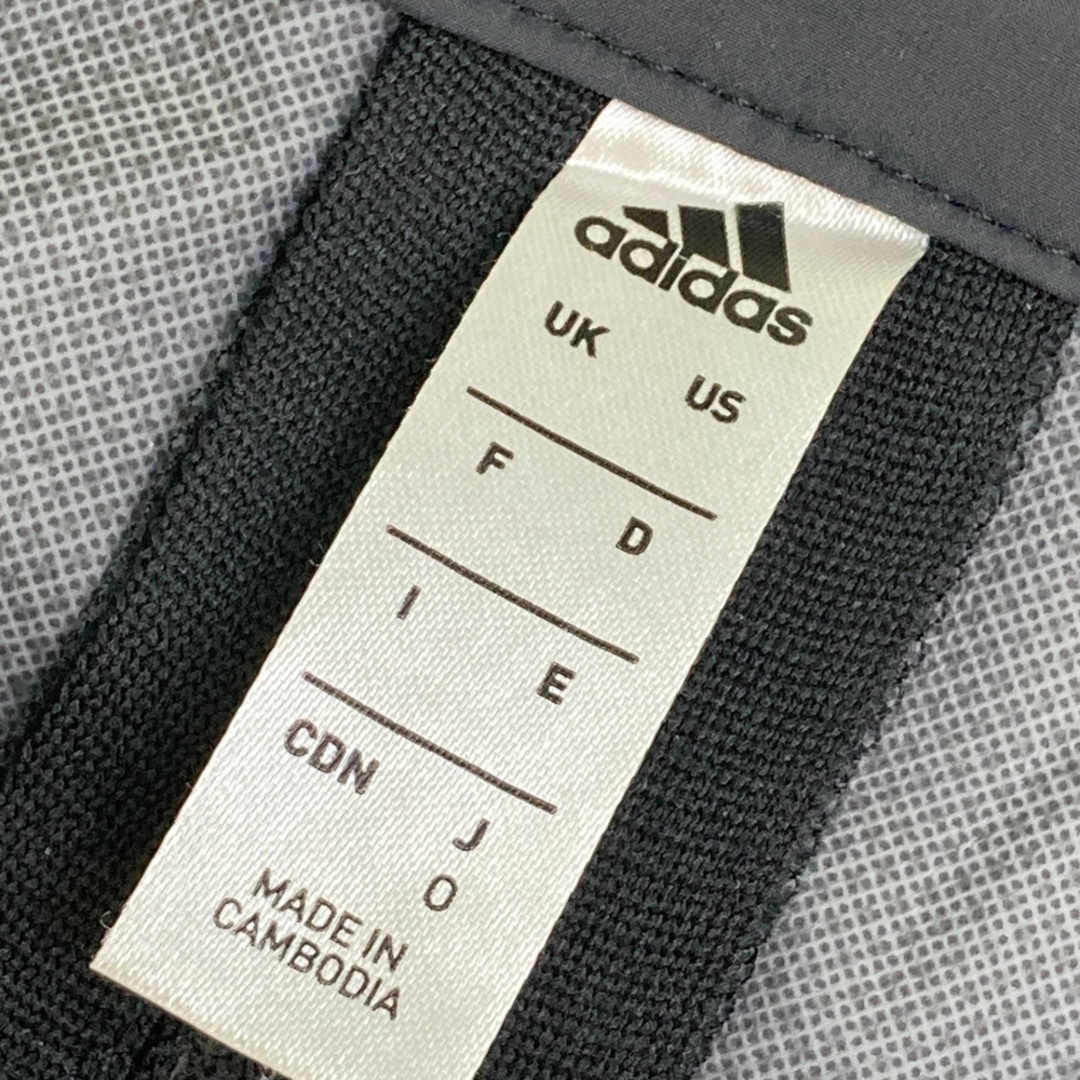 adidas
UK US
F D
I E
CDN J
O
MADE IN
CAMBODIA